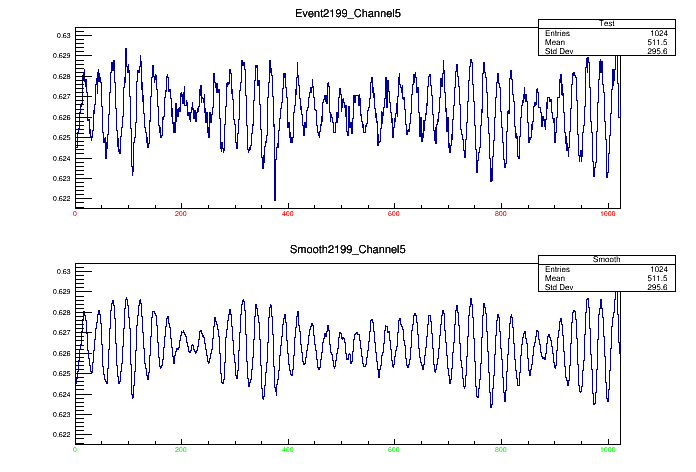 Event2199_Channel5
Test
Entries 1024
Mean 511.5
Std Dev 295.6
0.63
0.629
0.628
0.627
0.626
0.625
0.624
0.623
0.622
0 200 400 600 800 1000
Smooth2199_Channel5
Smooth
Entries 1024
Mean 511.5
Std Dev 295.6
0.63
0.629
0.628
0.627
0.626
0.625
0.624
0.623
0.622
0 200 400 600 800 1000